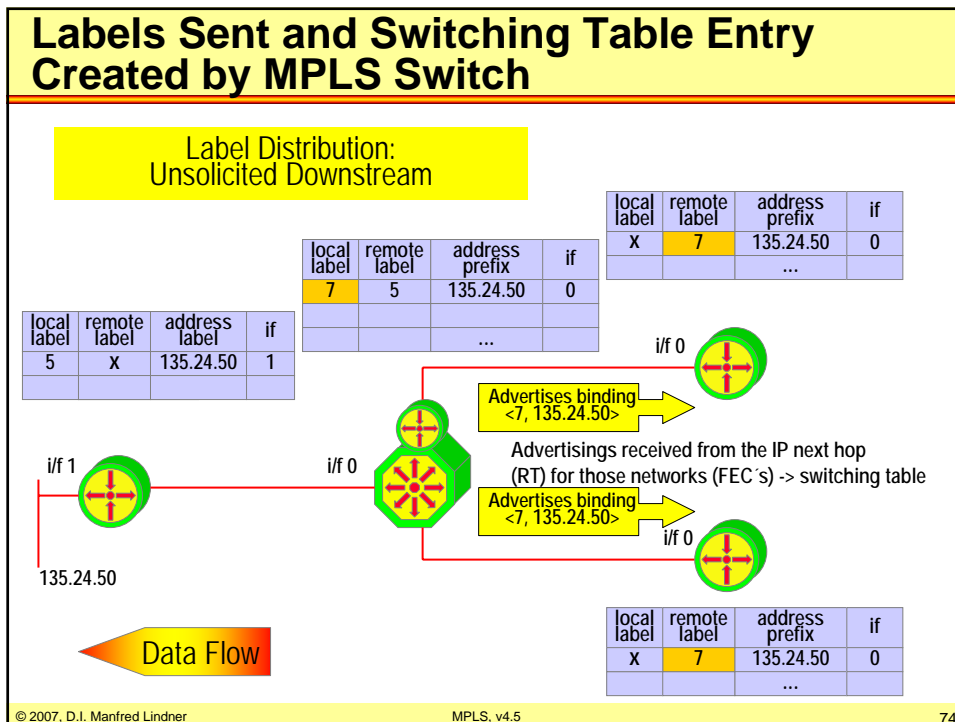 Labels Sent and Switching Table Entry
Created by MPLS Switch
Label Distribution:
Unsolicited Downstream
local label remote label address prefix if
X 7 135.24.50 0
...
local label remote label address prefix if
7 5 135.24.50 0
...
local label remote label address label if
5 X 135.24.50 1
i/f 0
Advertises binding
<7, 135.24.50>
Advertisings received from the IP next hop
(RT) for those networks (FEC´s) -> switching table
i/f 1
i/f 0
Advertises binding
<7, 135.24.50>
i/f 0
135.24.50
Data Flow
local label remote label address prefix if
X 7 135.24.50 0
...
© 2007, D.I. Manfred Lindner
MPLS, v4.5
74